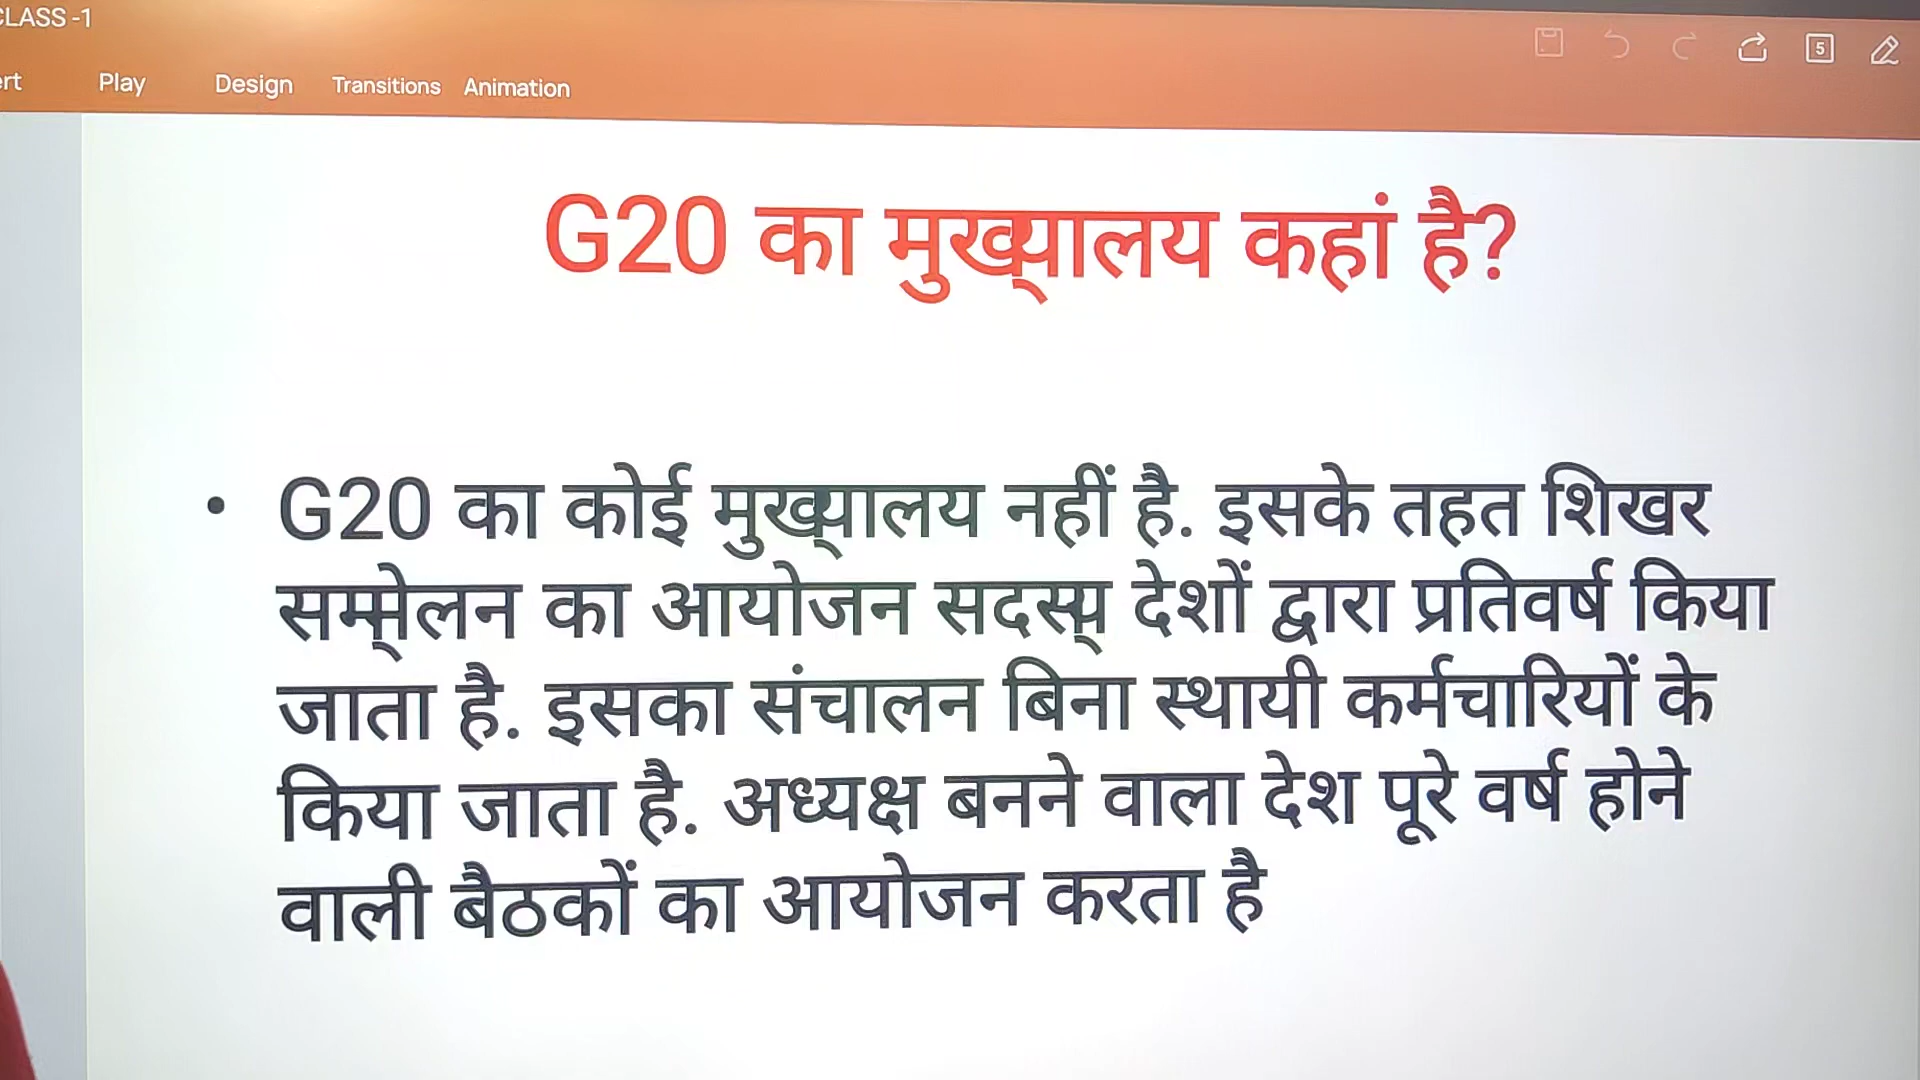 CLASS -1
Play Design Transitions Animation
5
G20 का मुख्यालय कहां है?
• G20 का कोई मुख्यालय नहीं है. इसके तहत शिखर
सम्मेलन का आयोजन सदस्य देशों द्वारा प्रतिवर्ष किया
जाता है. इसका संचालन बिना स्थायी कर्मचारियों के
किया जाता है. अध्यक्ष बनने वाला देश पूरे वर्ष होने
वाली बैठकों का आयोजन करता है